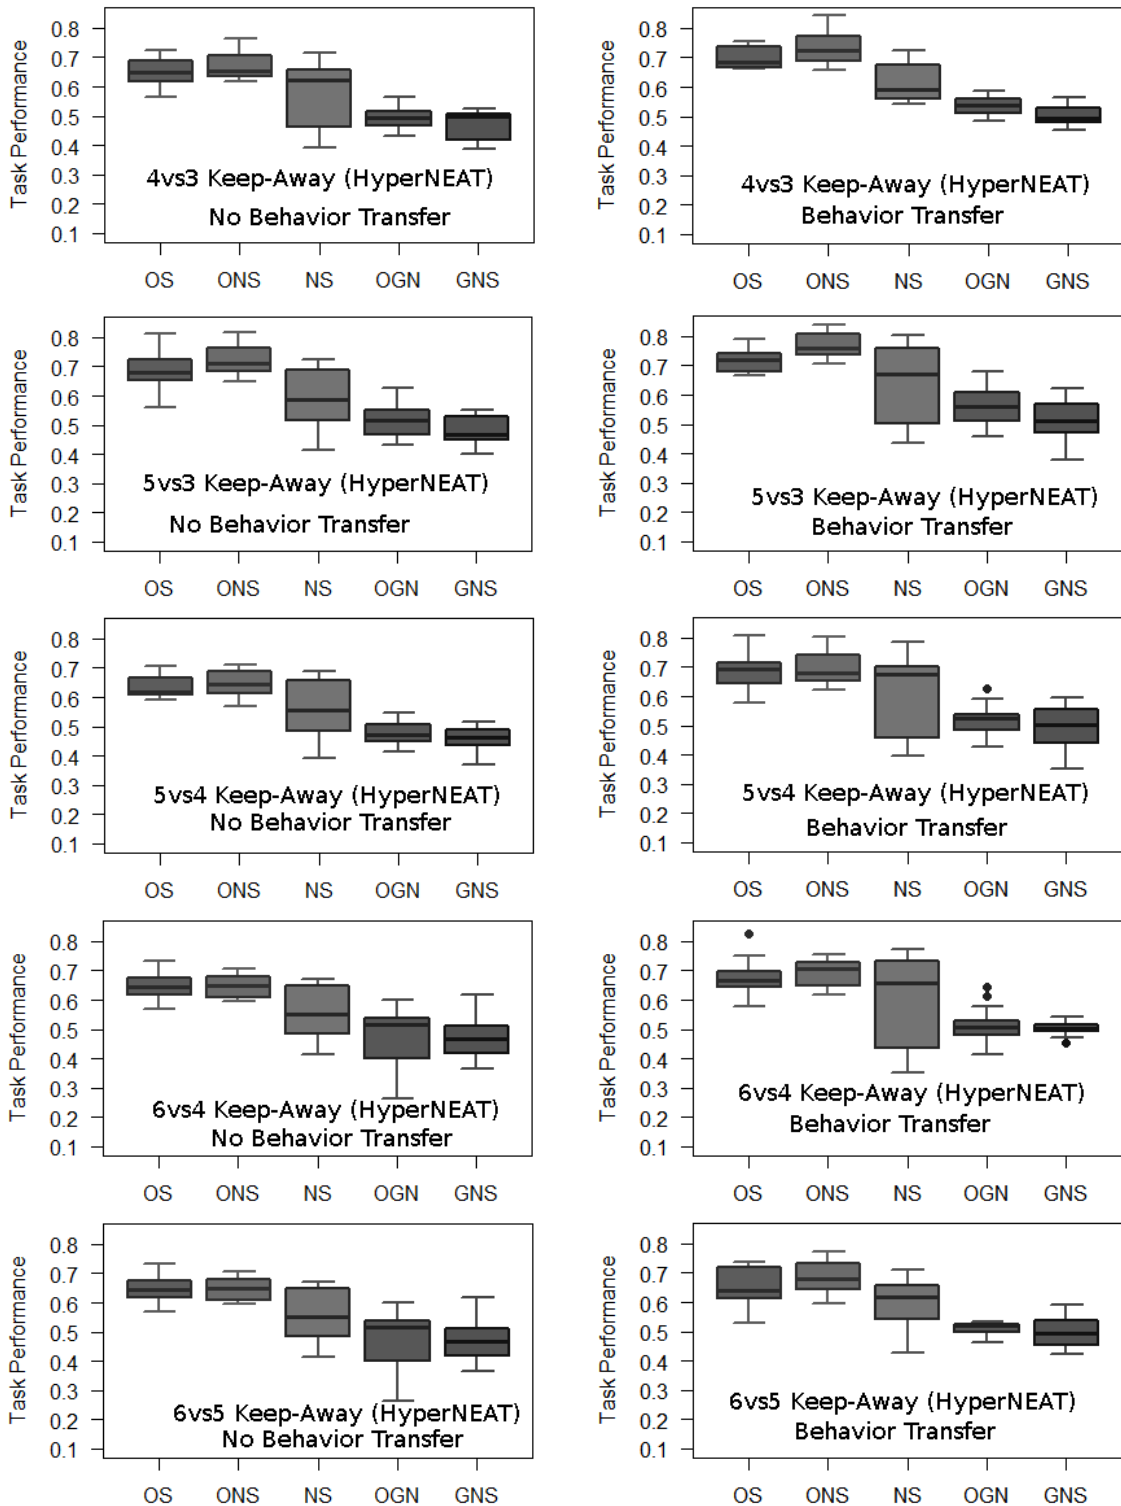 Task Performance
0.8
0.7
0.6
0.5
0.4
0.3
0.2
0.1
4vs3 Keep-Away (HyperNEAT)
No Behavior Transfer
OS ONS NS OGN GNS
Task Performance
0.8
0.7
0.6
0.5
0.4
0.3
0.2
0.1
4vs3 Keep-Away (HyperNEAT)
Behavior Transfer
OS ONS NS OGN GNS
Task Performance
0.8
0.7
0.6
0.5
0.4
0.3
0.2
0.1
5vs3 Keep-Away (HyperNEAT)
No Behavior Transfer
OS ONS NS OGN GNS
Task Performance
0.8
0.7
0.6
0.5
0.4
0.3
0.2
0.1
5vs3 Keep-Away (HyperNEAT)
Behavior Transfer
OS ONS NS OGN GNS
Task Performance
0.8
0.7
0.6
0.5
0.4
0.3
0.2
0.1
5vs4 Keep-Away (HyperNEAT)
No Behavior Transfer
OS ONS NS OGN GNS
Task Performance
0.8
0.7
0.6
0.5
0.4
0.3
0.2
0.1
5vs4 Keep-Away (HyperNEAT)
Behavior Transfer
OS ONS NS OGN GNS
Task Performance
0.8
0.7
0.6
0.5
0.4
0.3
0.2
0.1
6vs4 Keep-Away (HyperNEAT)
No Behavior Transfer
OS ONS NS OGN GNS
Task Performance
0.8
0.7
0.6
0.5
0.4
0.3
0.2
0.1
6vs4 Keep-Away (HyperNEAT)
Behavior Transfer
OS ONS NS OGN GNS
Task Performance
0.8
0.7
0.6
0.5
0.4
0.3
0.2
0.1
6vs5 Keep-Away (HyperNEAT)
No Behavior Transfer
OS ONS NS OGN GNS
Task Performance
0.8
0.7
0.6
0.5
0.4
0.3
0.2
0.1
6vs5 Keep-Away (HyperNEAT)
Behavior Transfer
OS ONS NS OGN GNS